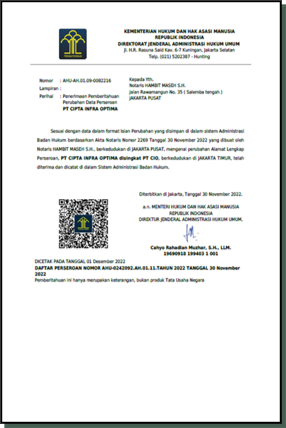 KEMENTERIAN HUKUM DAN HAK ASASI MANUSIA
REPUBLIK INDONESIA
DIREKTORAT JENDERAL ADMINISTRASI HUKUM UMUM
Jl. H.R. Rasuna Said Kav. 6-7 Kuningan, Jakarta Selatan
Telp. (021) 5202387 - Hunting
Nomor : AHU-AH.01.09-0082216
Lampiran :
Perihal : Penerimaan Pemberitahuan
Perubahan Data Perseroan
PT CIPTA INFRA OPTIMA
Kepada Yth.
Notaris HAMBIT MASEH S.H.
Jalan Rawamangun No. 35 ( Salemba tengah )
JAKARTA PUSAT
Sesuai dengan data dalam format Isian Perubahan yang disimpan di dalam sistem Administrasi
Badan Hukum berdasarkan Akta Notaris Nomor 2269 Tanggal 30 November 2022 yang dibuat oleh
Notaris HAMBIT MASEH S.H., berkedudukan di JAKARTA PUSAT, mengenai perubahan Alamat Lengkap
Perseroan, PT CIPTA INFRA OPTIMA disingkat PT CIO, berkedudukan di JAKARTA TIMUR, telah
diterima dan dicatat di dalam Sistem Administrasi Badan Hukum.
Diterbitkan di Jakarta, Tanggal 30 November 2022.
a.n. MENTERI HUKUM DAN HAK ASASI MANUSIA
REPUBLIK INDONESIA
DIREKTUR JENDERAL ADMINISTRASI HUKUM UMUM,
Cahyo Rahadian Muzhar, S.H., LLM.
19690918 199403 1 001
DICETAK PADA TANGGAL 01 Desember 2022
DAFTAR PERSEROAN NOMOR AHU-0242092.AH.01.11.TAHUN 2022 TANGGAL 30 November
2022
Pemberitahuan ini hanya merupakan keterangan, bukan produk Tata Usaha Negara